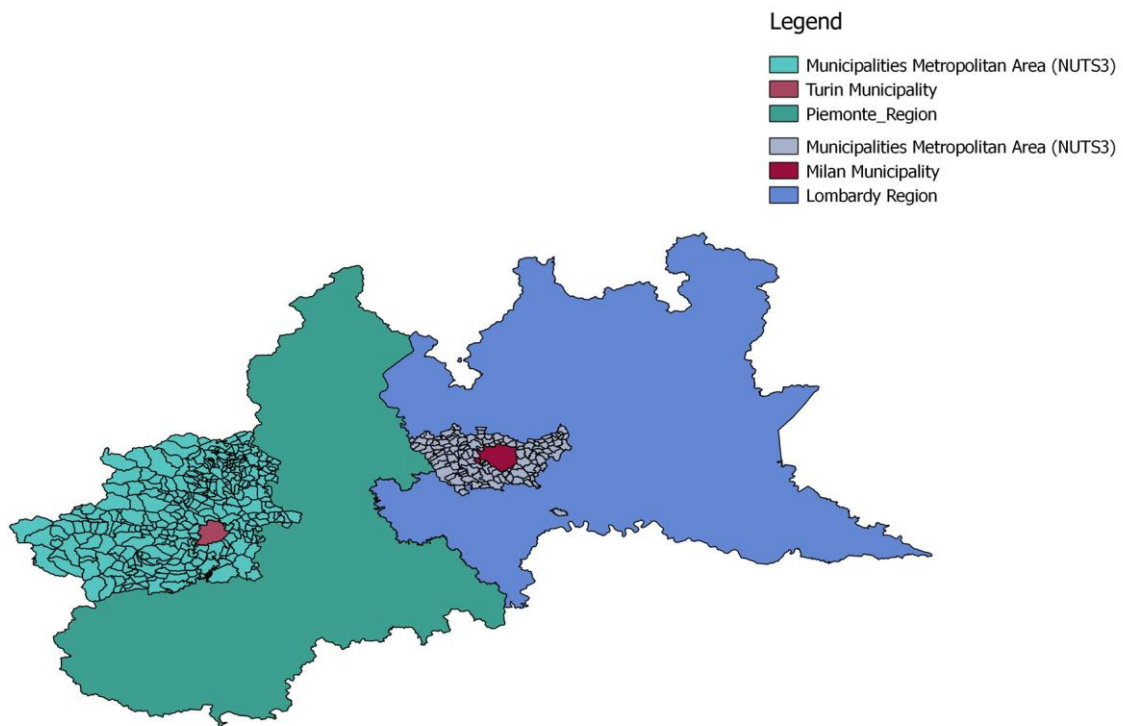 Legend
Municipalities Metropolitan Area (NUTS3)
Turin Municipality
Piemonte_Region
Municipalities Metropolitan Area (NUTS3)
Milan Municipality
Lombardy Region